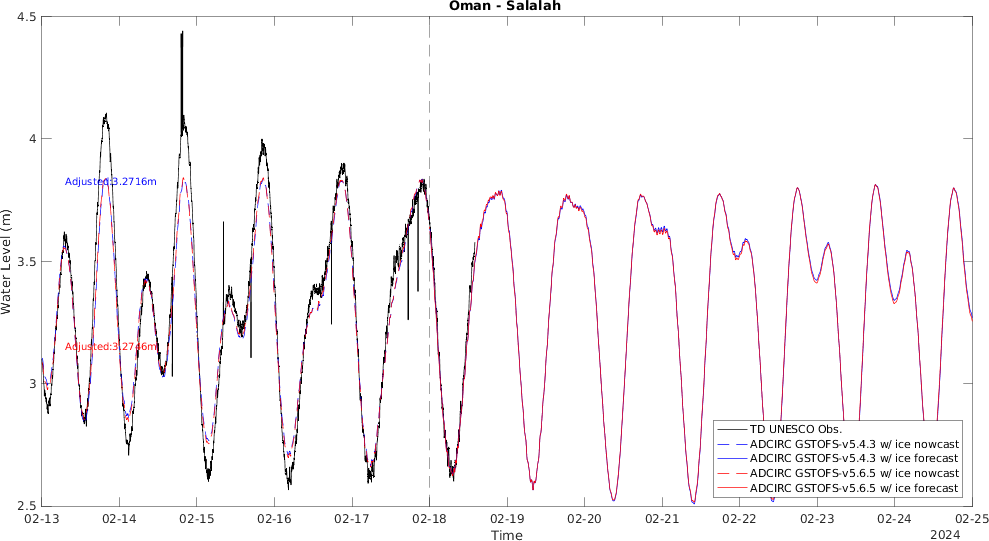 Oman - Salalah
4.5
4
3.5
3
2.5
Water Level (m)
Adjusted:3.2716m
Adjusted:3.2746m
TD UNESCO Obs.
ADCIRC GSTOFS-v5.4.3 w/ ice nowcast
ADCIRC GSTOFS-v5.4.3 w/ ice forecast
ADCIRC GSTOFS-v5.6.5 w/ ice nowcast
ADCIRC GSTOFS-v5.6.5 w/ ice forecast
02-13 02-14 02-15 02-16 02-17 02-18 02-19 02-20 02-21 02-22 02-23 02-24 02-25
Time
2024